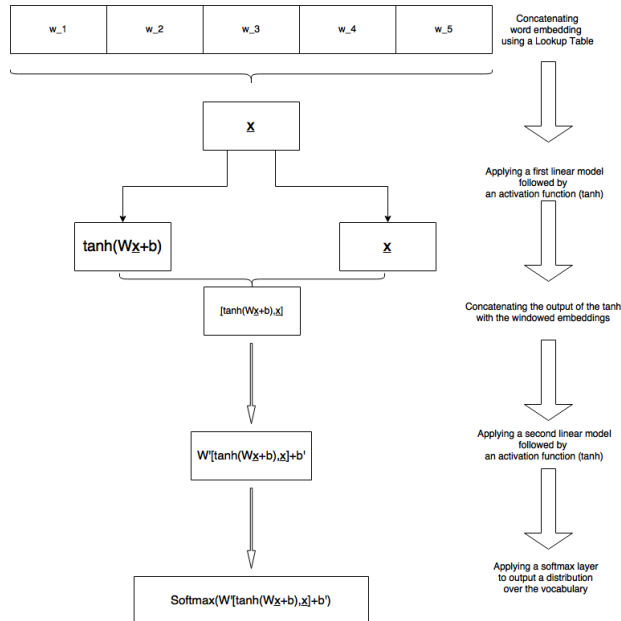 w_1 w_2 w_3 w_4 w_5
Concatenating
word embedding
using a Lookup Table
x
Applying a first linear model
followed by
an activation function (tanh)
tanh(Wx+b)
x
[tanh(Wx+b),x]
Concatenating the output of the tanh
with the windowed embeddings
W'[tanh(Wx+b),x]+b'
Applying a second linear model
followed by
an activation function (tanh)
Applying a softmax layer
to output a distribution
over the vocabulary
Softmax(W'[tanh(Wx+b),x]+b')